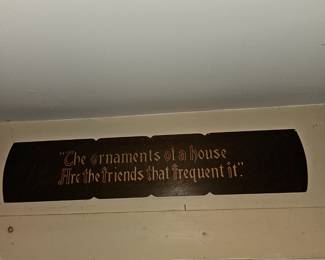 "The ornaments of a house
Are the friends that frequent it".